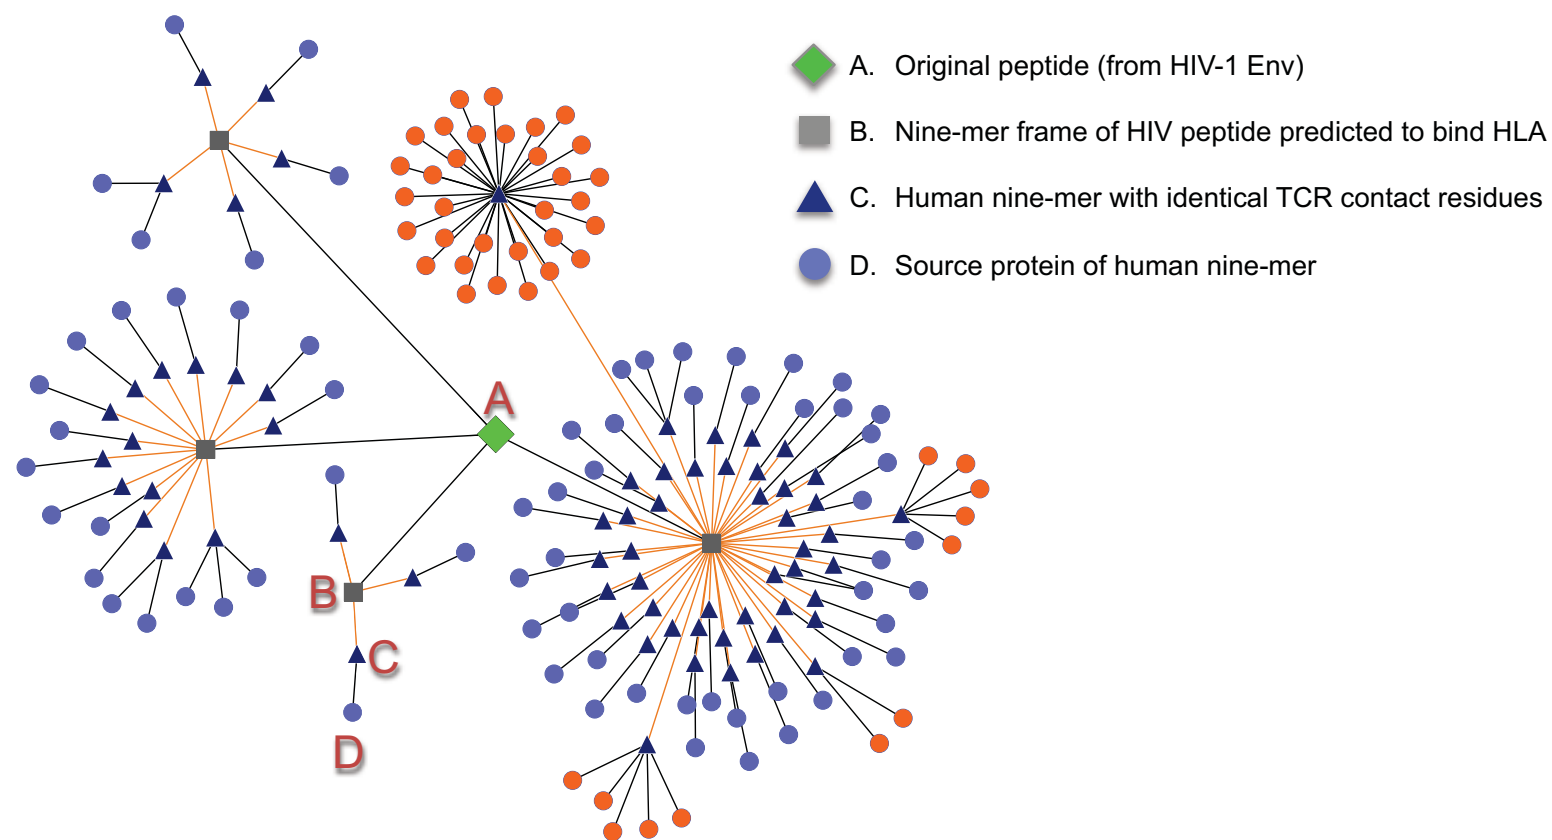 A. Original peptide (from HIV-1 Env)
B. Nine-mer frame of HIV peptide predicted to bind HLA
C. Human nine-mer with identical TCR contact residues
D. Source protein of human nine-mer
A
B
C
D